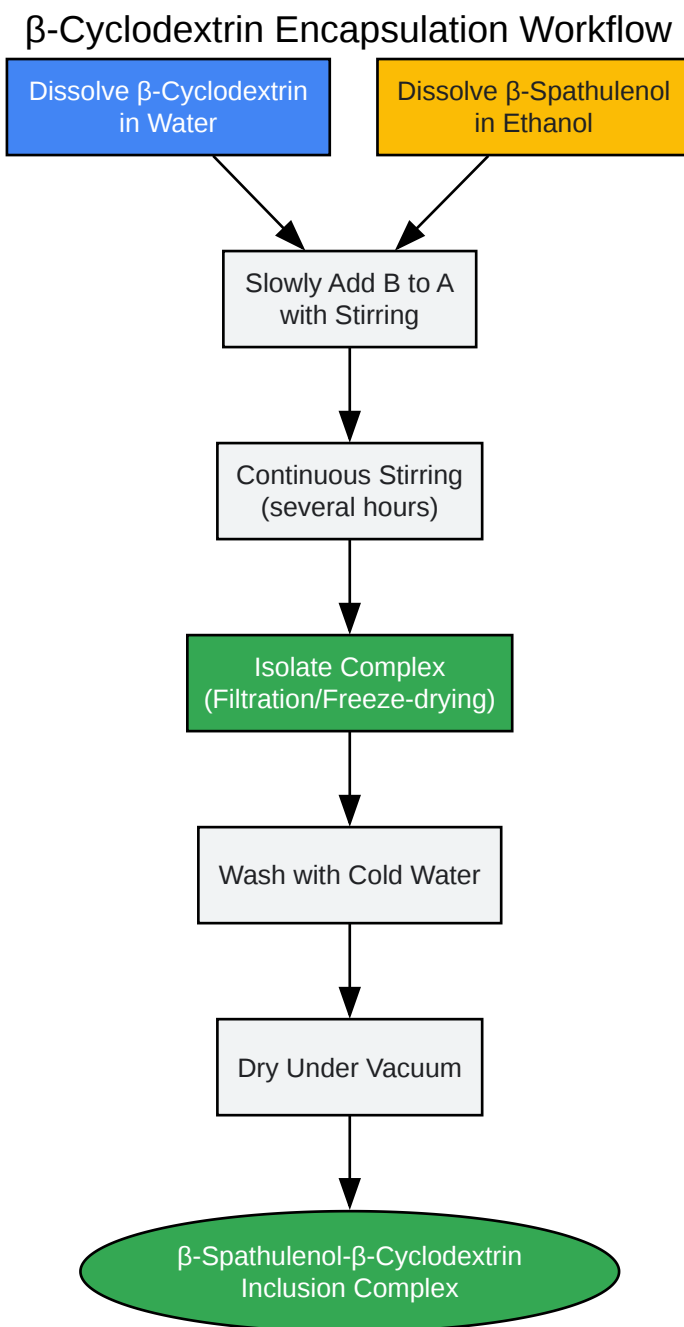 β-Cyclodextrin Encapsulation Workflow
Dissolve β-Cyclodextrin
in Water
Dissolve β-Spathulenol
in Ethanol
Slowly Add B to A
with Stirring
Continuous Stirring
(several hours)
Isolate Complex
(Filtration/Freeze-drying)
Wash with Cold Water
Dry Under Vacuum
β-Spathulenol-β-Cyclodextrin
Inclusion Complex